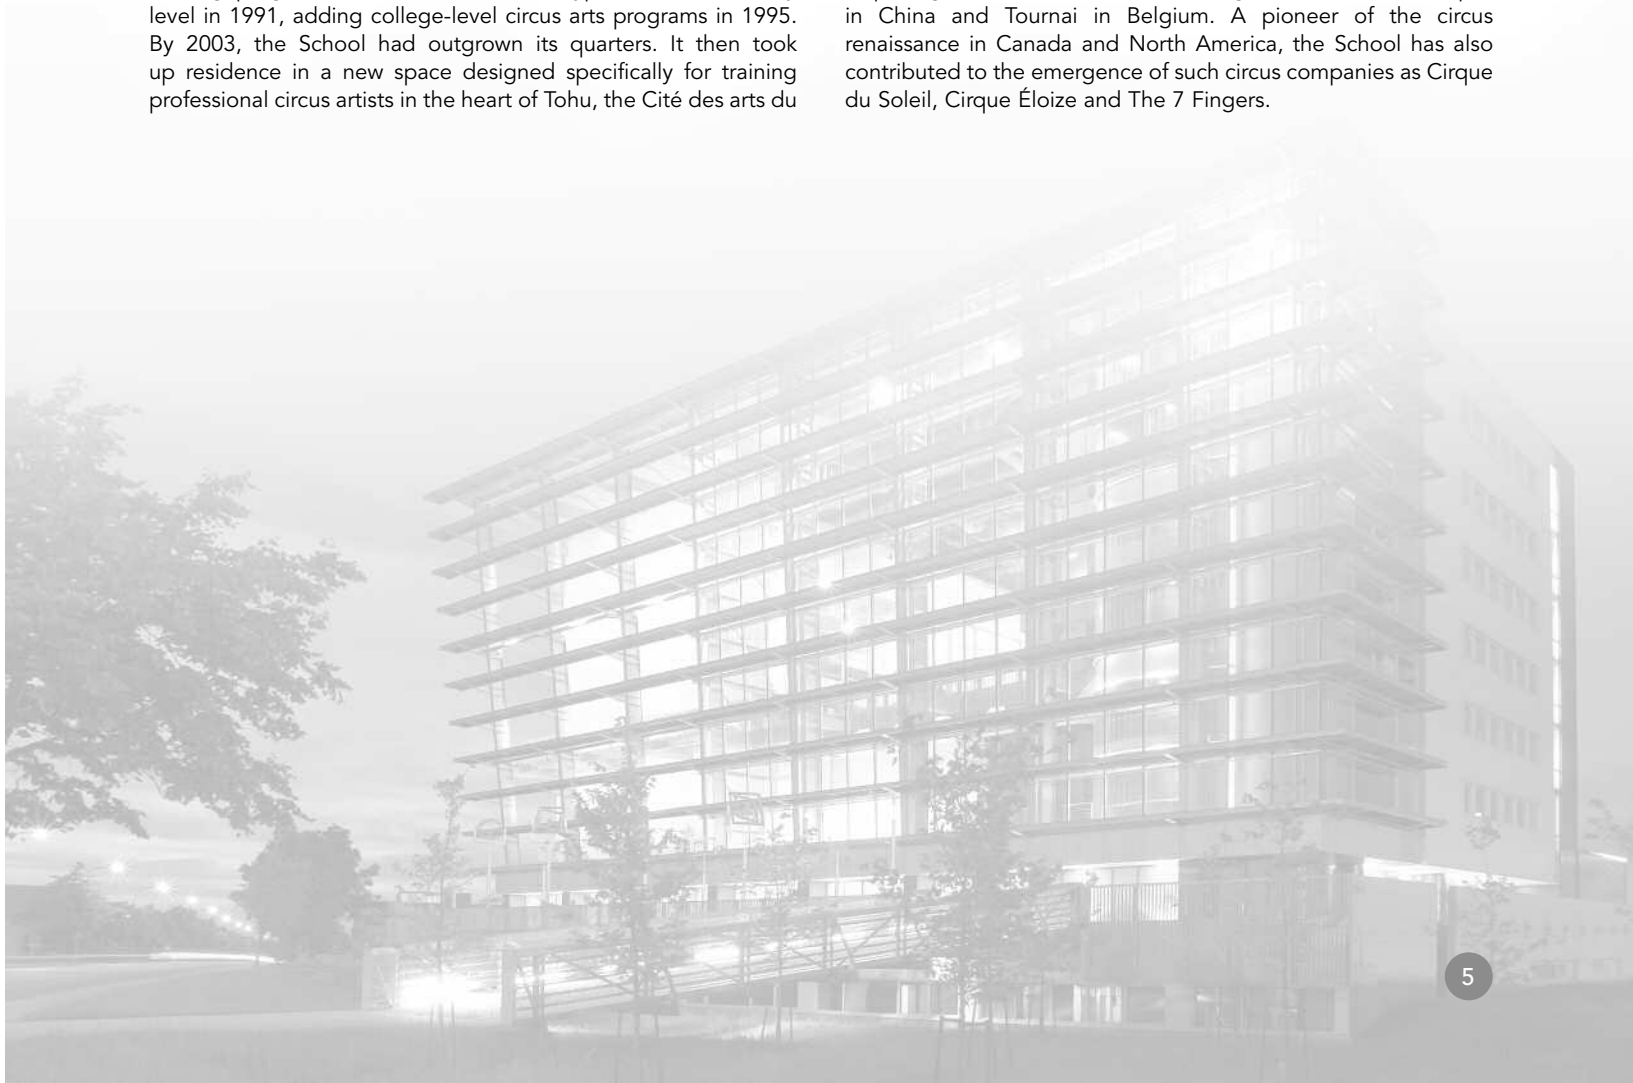 level in 1991, adding college-level circus arts programs in 1995.
By 2003, the School had outgrown its quarters. It then took
up residence in a new space designed specifically for training
professional circus artists in the heart of Tohu, the Cité des arts du
in China and Tournai in Belgium. A pioneer of the circus
renaissance in Canada and North America, the School has also
contributed to the emergence of such circus companies as Cirque
du Soleil, Cirque Éloize and The 7 Fingers.
5